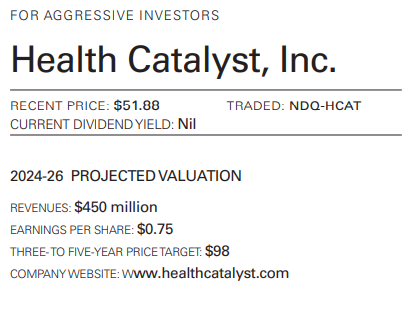 FOR AGGRESSIVE INVESTORS
Health Catalyst, Inc.
RECENT PRICE: $51.88 TRADED: NDQ-HCAT
CURRENT DIVIDEND YIELD: Nil
2024-26 PROJECTED VALUATION
REVENUES: $450 million
EARNINGS PER SHARE: $0.75
THREE- TO FIVE-YEAR PRICE TARGET: $98
COMPANY WEBSITE: Www.healthcatalyst.com